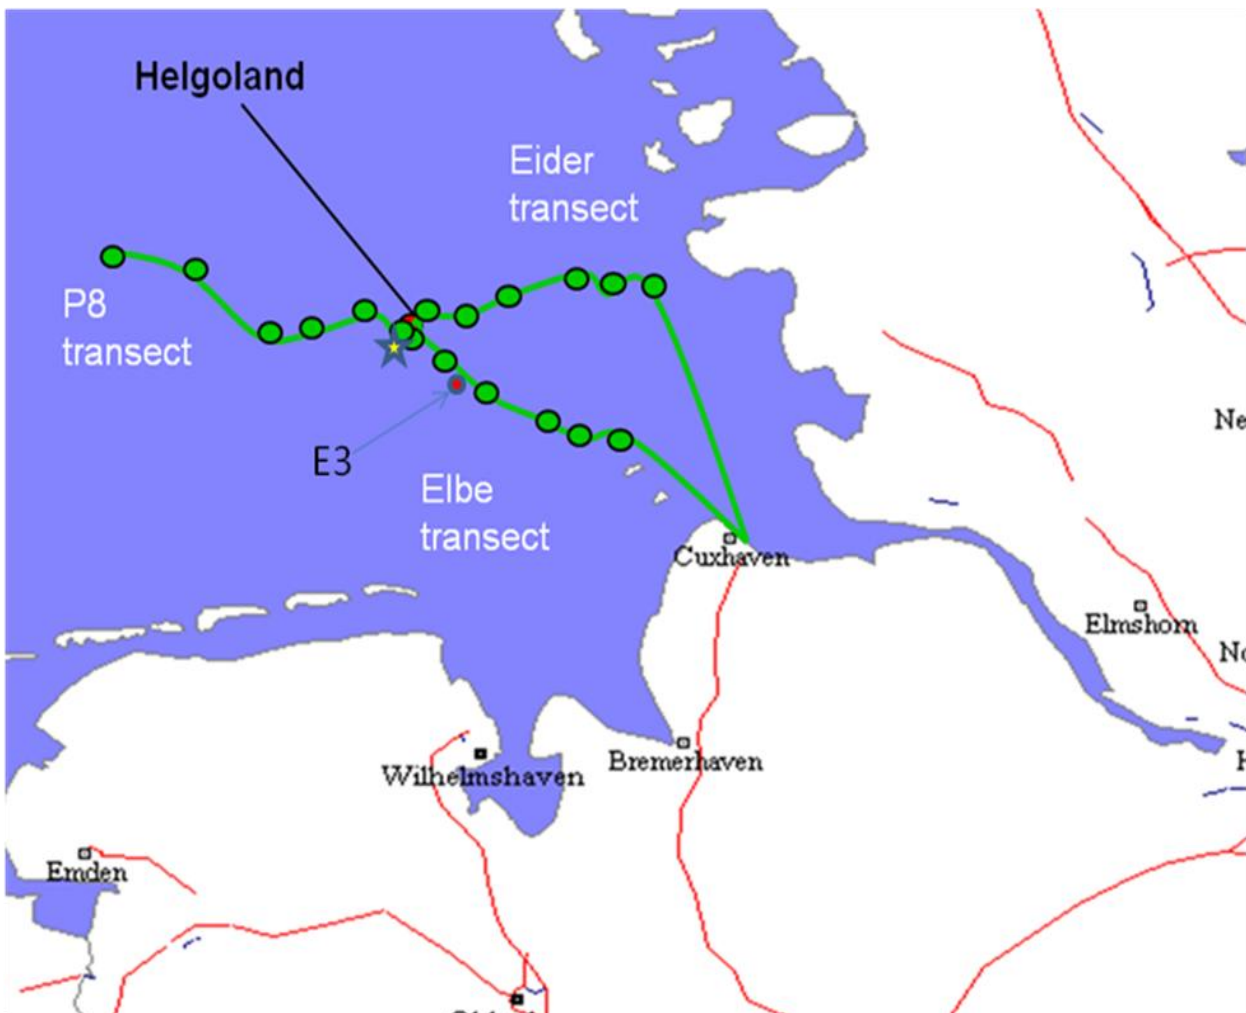 Helgoland
Eider
transect
P8
transect
E3
Elbe
transect
Cuxhaven
Elmshorn
Wilhelmshaven
Bremerhaven
Emden